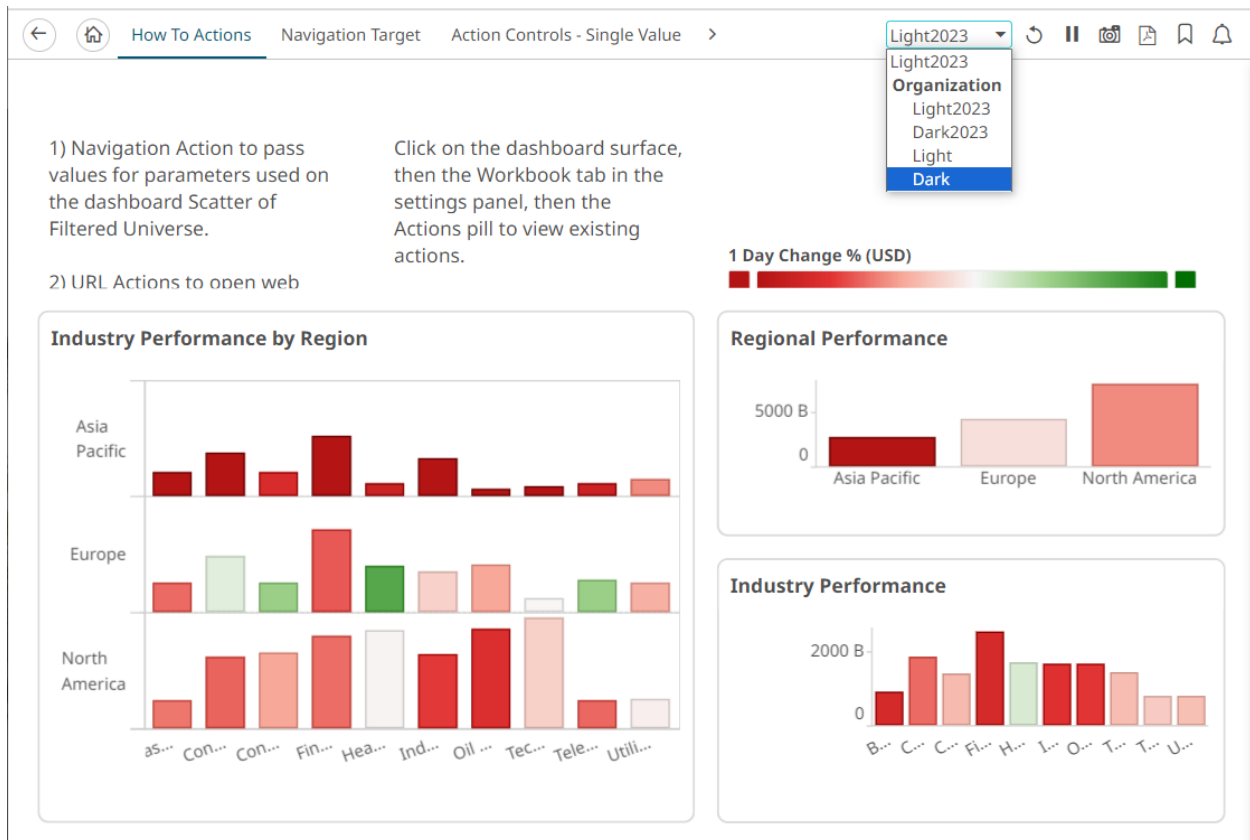 How To Actions
Navigation Target
Action Controls - Single Value
Light2023
Light2023
Organization
Light2023
Dark2023
Light
Dark
1) Navigation Action to pass
values for parameters used on
the dashboard Scatter of
Filtered Universe.
2) URL Actions to open web
Click on the dashboard surface,
then the Workbook tab in the
settings panel, then the
Actions pill to view existing
actions.
1 Day Change % (USD)
Industry Performance by Region
Asia
Pacific
Europe
North
America
as...
Con...
Con...
Fin...
Hea...
Ind...
Oil ...
Tec...
Tele...
Utili...
Regional Performance
5000 B
0
Asia Pacific
Europe
North America
Industry Performance
2000 B
0
B...
C...
C...
Fi...
H...
I...
O...
T...
T...
U...